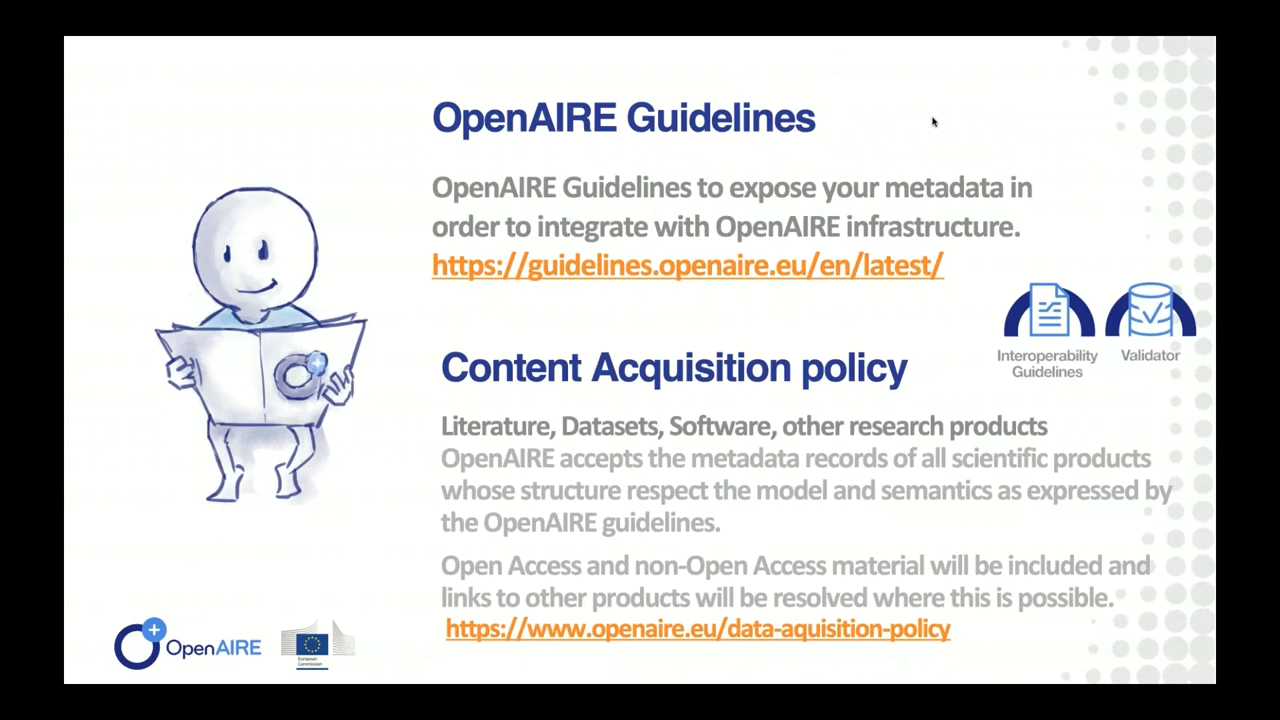 OpenAIRE Guidelines
OpenAIRE Guidelines to expose your metadata in
order to integrate with OpenAIRE infrastructure.
https://guidelines.openaire.eu/en/latest/
Interoperability
Guidelines
Validator
Content Acquisition policy
Literature, Datasets, Software, other research products
OpenAIRE accepts the metadata records of all scientific products
whose structure respect the model and semantics as expressed by
the OpenAIRE guidelines.
Open Access and non-Open Access material will be included and
links to other products will be resolved where this is possible.
https://www.openaire.eu/data-aquisition-policy
OpenAIRE
European
Commission